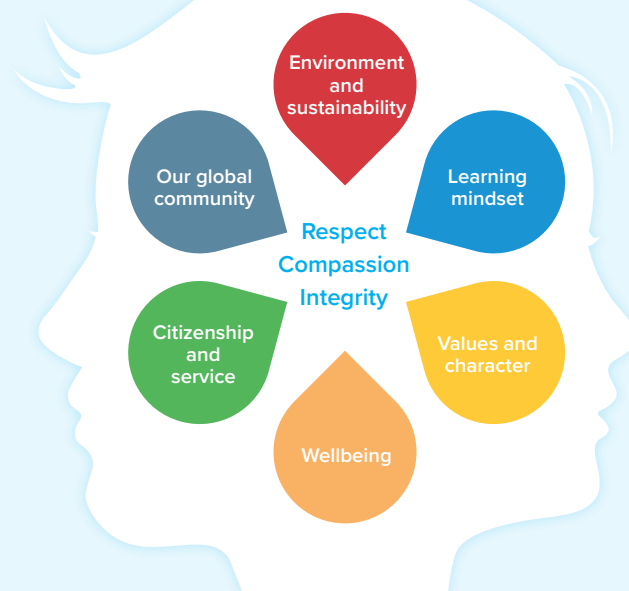 Environment
and
sustainability
Our global
community
Learning
mindset
Respect
Compassion
Integrity
Citizenship
and
service
Values and
character
Wellbeing